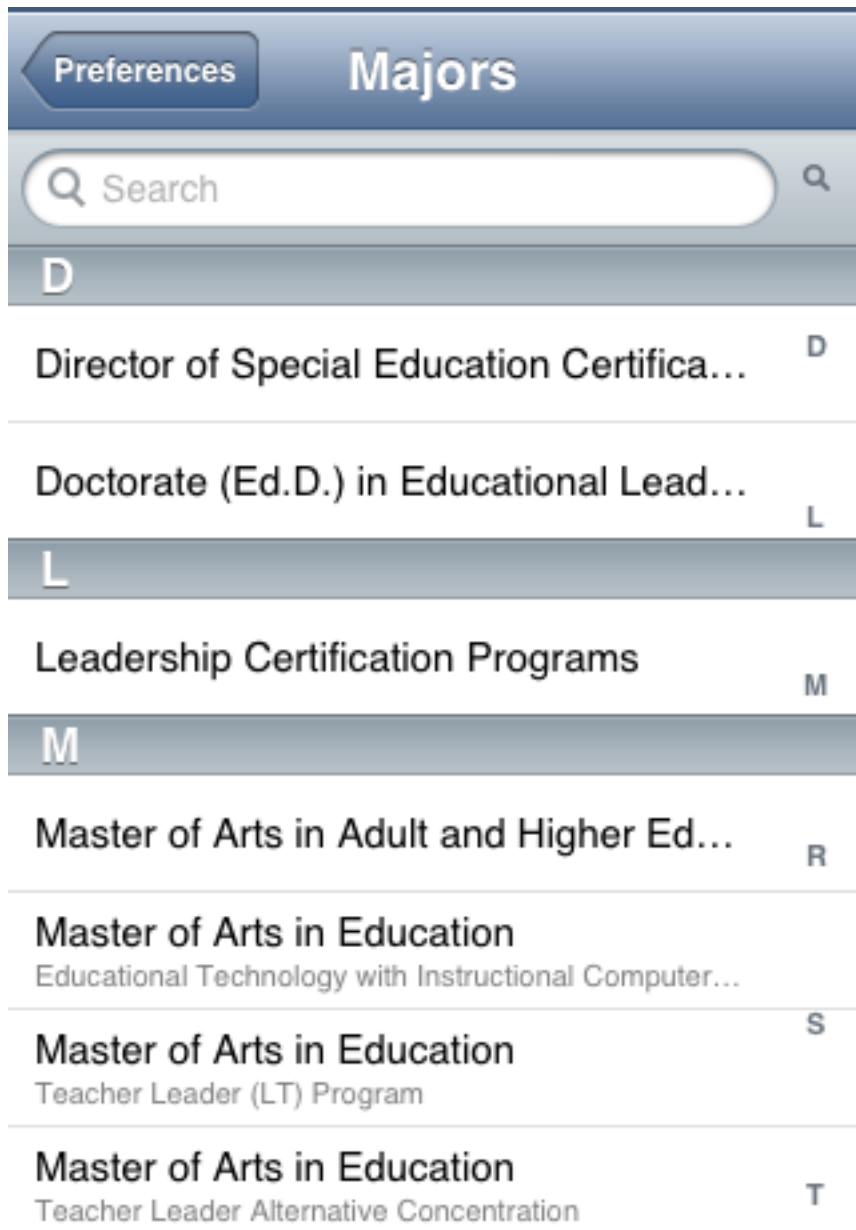 Preferences
Majors
Search
D
Director of Special Education Certifica...
D
Doctorate (Ed.D.) in Educational Lead...
L
L
Leadership Certification Programs
M
M
Master of Arts in Adult and Higher Ed...
R
Master of Arts in Education
Educational Technology with Instructional Computer...
S
Master of Arts in Education
Teacher Leader (LT) Program
Master of Arts in Education
T
Teacher Leader Alternative Concentration